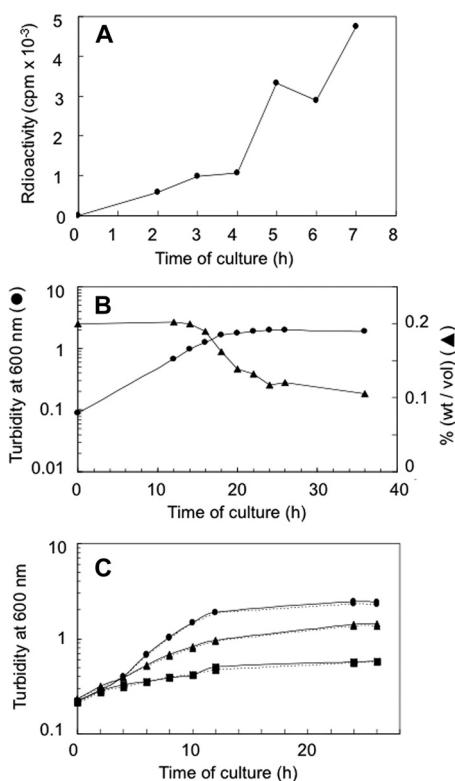 A
Rdioactivity (cpm x 10⁻³)
5
4
3
2
1
0
0 1 2 3 4 5 6 7 8
Time of culture (h)
B
Turbidity at 600 nm (●)
10
1
0.1
0.01
0.2
0.1
0
% (wt / vol) (▲)
0 10 20 30 40
Time of culture (h)
C
Turbidity at 600 nm
10
1
0.1
0 10 20
Time of culture (h)